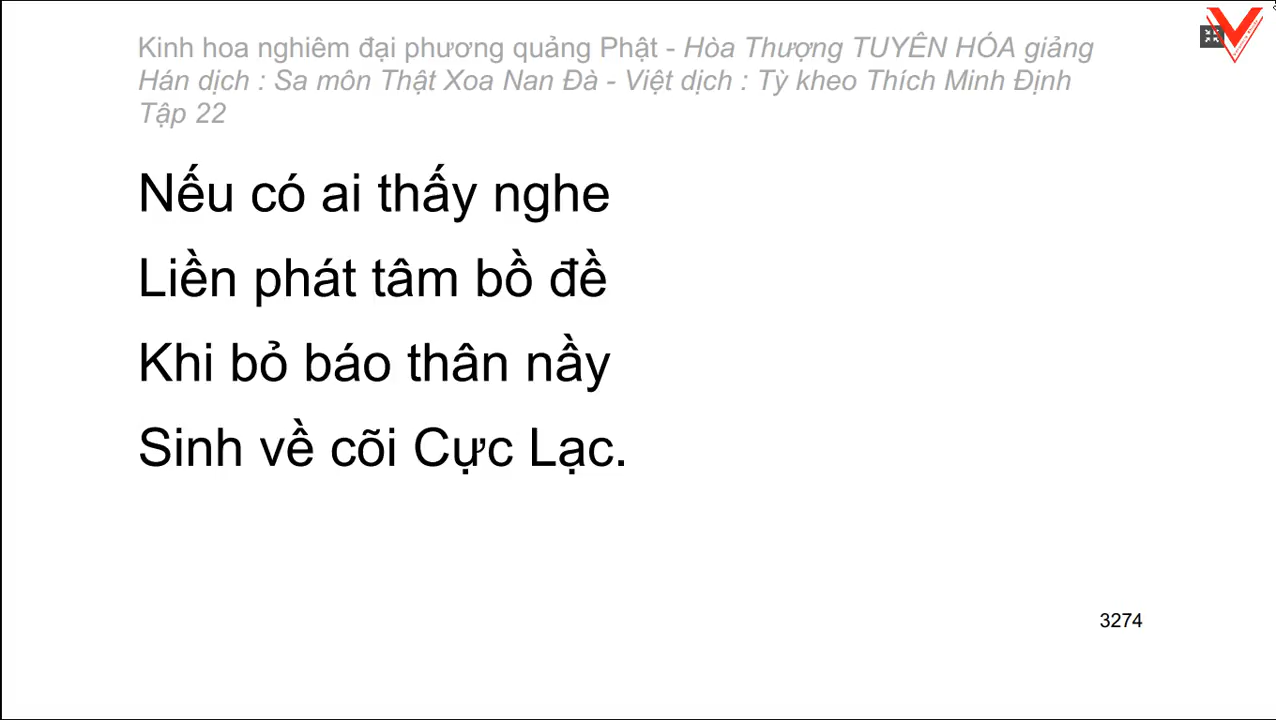 Kinh hoa nghiêm đại phương quảng Phật - Hòa Thượng TUYÊN HÓA giảng
Hán dịch : Sa môn Thật Xoa Nan Đà - Việt dịch : Tỳ kheo Thích Minh Định
Tập 22
Nếu có ai thấy nghe
Liền phát tâm bồ đề
Khi bỏ báo thân nầy
Sinh về cõi Cực Lạc.
3274